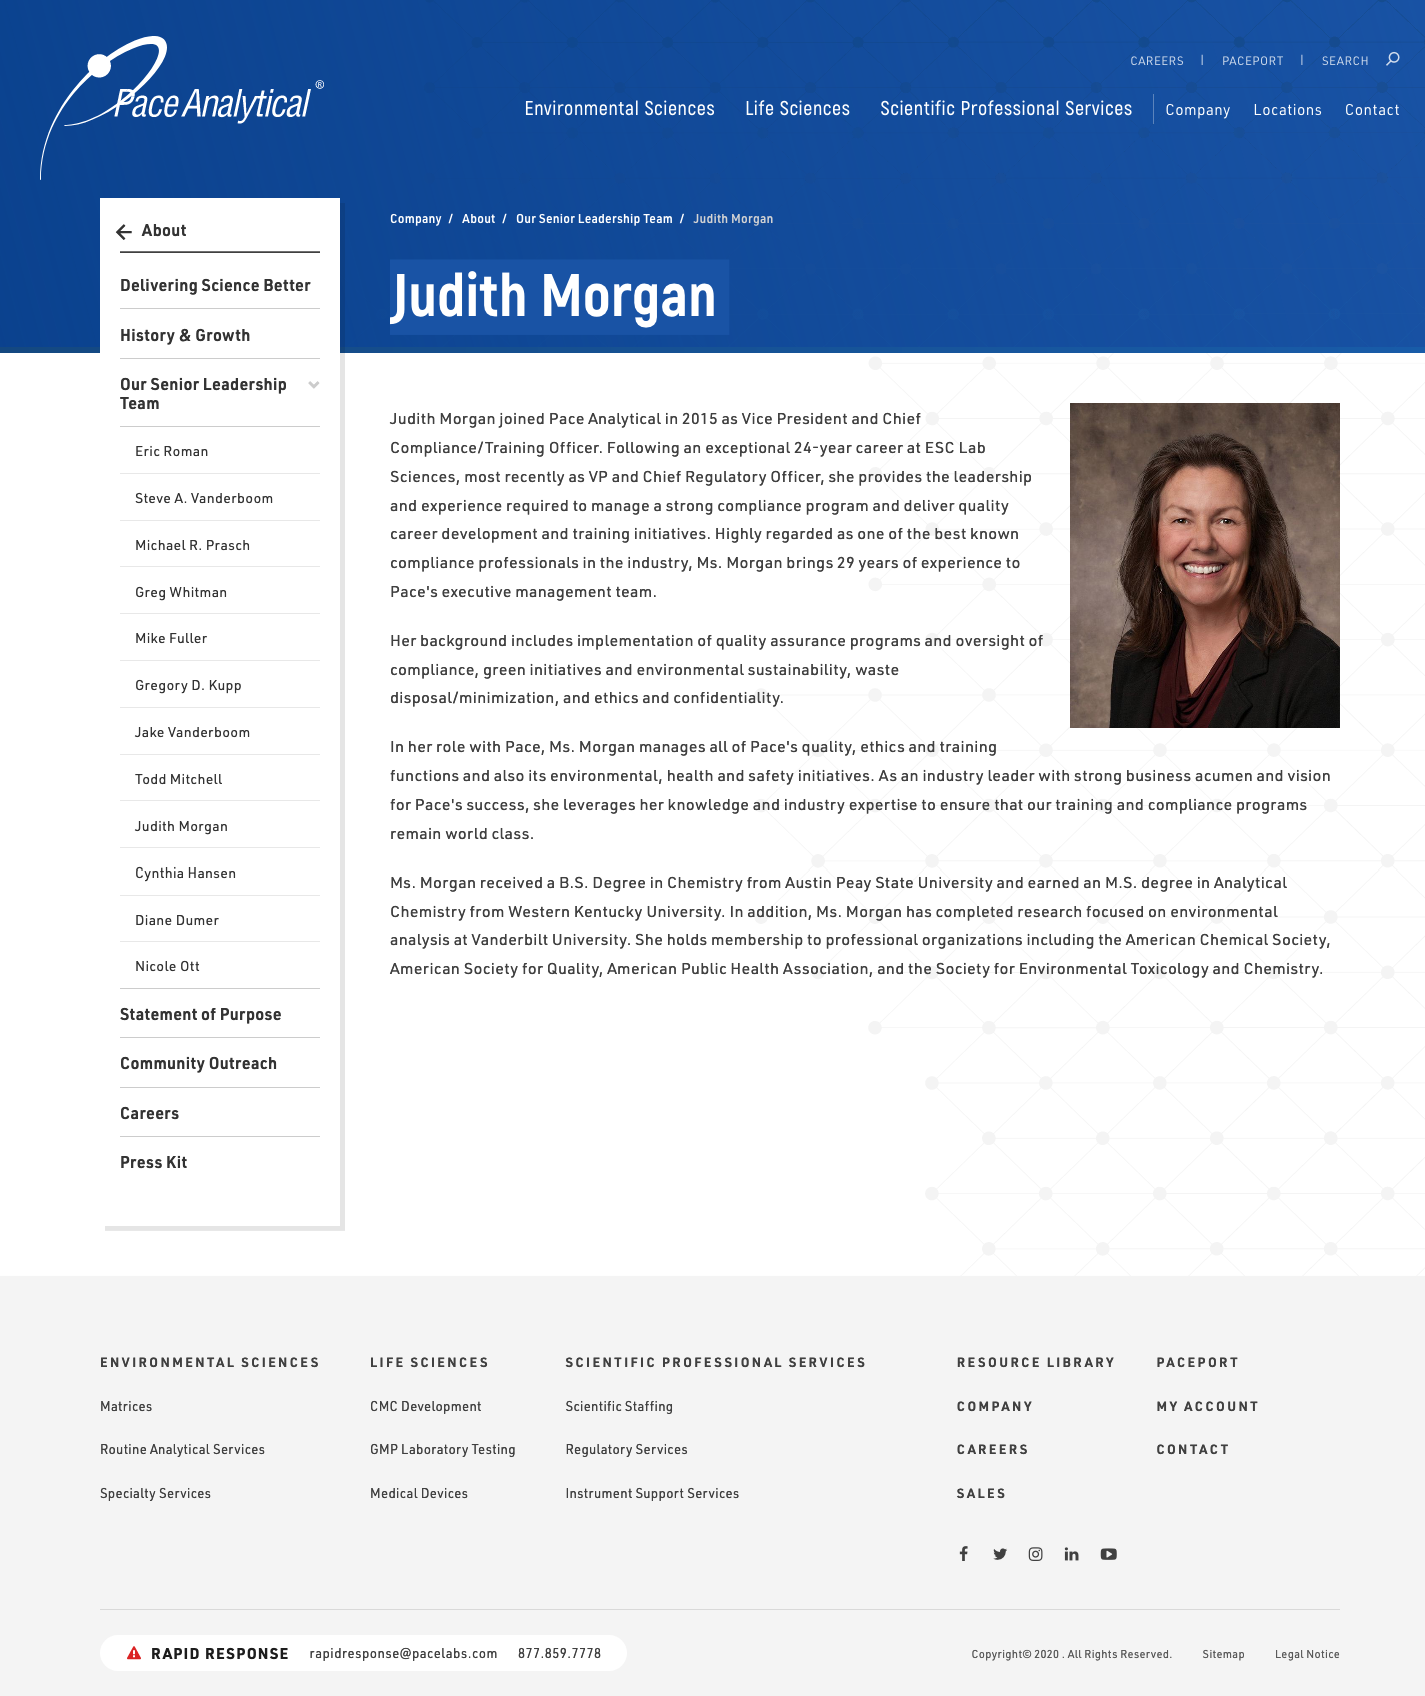 Pace Analytical®
CAREERS | PACEPORT | SEARCH
Environmental Sciences Life Sciences Scientific Professional Services Company Locations Contact
About
Delivering Science Better
History & Growth
Our Senior Leadership
Team
Eric Roman
Steve A. Vanderboom
Michael R. Prasch
Greg Whitman
Mike Fuller
Gregory D. Kupp
Jake Vanderboom
Todd Mitchell
Judith Morgan
Cynthia Hansen
Diane Dumer
Nicole Ott
Statement of Purpose
Community Outreach
Careers
Press Kit
Company / About / Our Senior Leadership Team / Judith Morgan
Judith Morgan
Judith Morgan joined Pace Analytical in 2015 as Vice President and Chief
Compliance/Training Officer. Following an exceptional 24-year career at ESC Lab
Sciences, most recently as VP and Chief Regulatory Officer, she provides the leadership
and experience required to manage a strong compliance program and deliver quality
career development and training initiatives. Highly regarded as one of the best known
compliance professionals in the industry, Ms. Morgan brings 29 years of experience to
Pace's executive management team.
Her background includes implementation of quality assurance programs and oversight of
compliance, green initiatives and environmental sustainability, waste
disposal/minimization, and ethics and confidentiality.
In her role with Pace, Ms. Morgan manages all of Pace's quality, ethics and training
functions and also its environmental, health and safety initiatives. As an industry leader with strong business acumen and vision
for Pace's success, she leverages her knowledge and industry expertise to ensure that our training and compliance programs
remain world class.
Ms. Morgan received a B.S. Degree in Chemistry from Austin Peay State University and earned an M.S. degree in Analytical
Chemistry from Western Kentucky University. In addition, Ms. Morgan has completed research focused on environmental
analysis at Vanderbilt University. She holds membership to professional organizations including the American Chemical Society,
American Society for Quality, American Public Health Association, and the Society for Environmental Toxicology and Chemistry.
ENVIRONMENTAL SCIENCES
Matrices
Routine Analytical Services
Specialty Services
LIFE SCIENCES
CMC Development
GMP Laboratory Testing
Medical Devices
SCIENTIFIC PROFESSIONAL SERVICES
Scientific Staffing
Regulatory Services
Instrument Support Services
RESOURCE LIBRARY
COMPANY
CAREERS
SALES
PACEPORT
MY ACCOUNT
CONTACT
RAPID RESPONSE rapidresponse@pacelabs.com 877.859.7778
Copyright© 2020 . All Rights Reserved. Sitemap Legal Notice